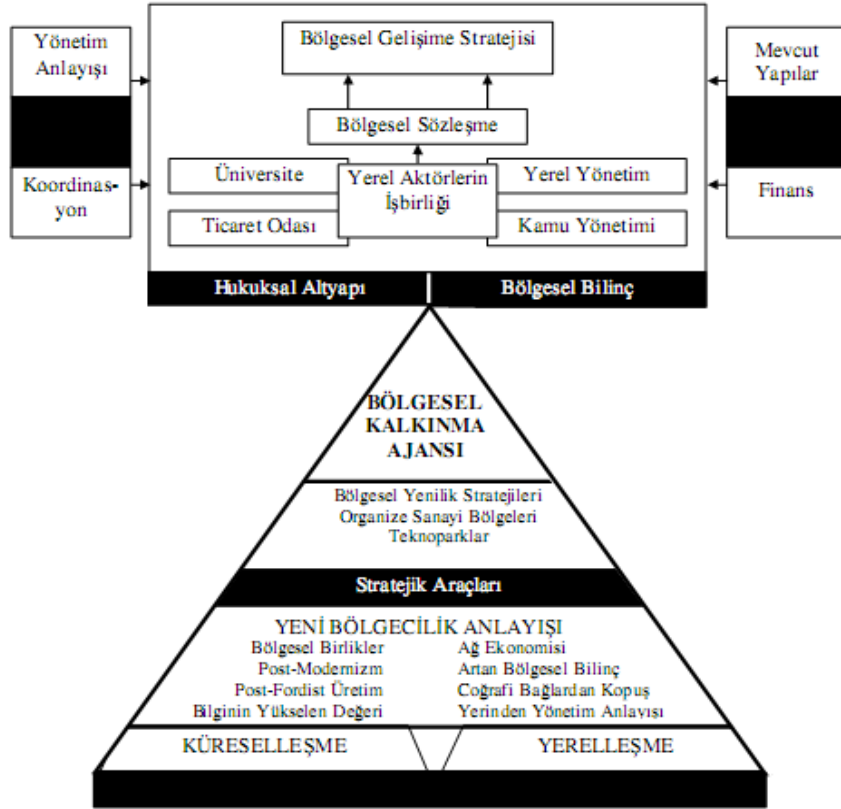 Yönetim
Anlayışı
Koordinas-
yon
Bölgesel Gelişime Stratejisi
Bölgesel Sözleşme
Üniversite
Yerel Aktörlerin
İşbirliği
Yerel Yönetim
Ticaret Odası
Kamu Yönetimi
Mevcut
Yapılar
Finans
Hukuksal Altyapı
Bölgesel Bilinç
BÖLGESEL
KALKINMA
AJANSI
Bölgesel Yenilik Stratejileri
Organize Sanayi Bölgeleri
Teknoparklar
Stratejik Araçları
YENİ BÖLGECİLİK ANLAYIŞI
Bölgesel Birlikler
Post-Modernizm
Post-Fordist Üretim
Bilginin Yükselen Değeri
Ağ Ekonomisi
Artan Bölgesel Bilinç
Coğrafi Bağlardan Kopuş
Yerinden Yönetim Anlayışı
KÜRESELLEŞME
YERELLEŞME